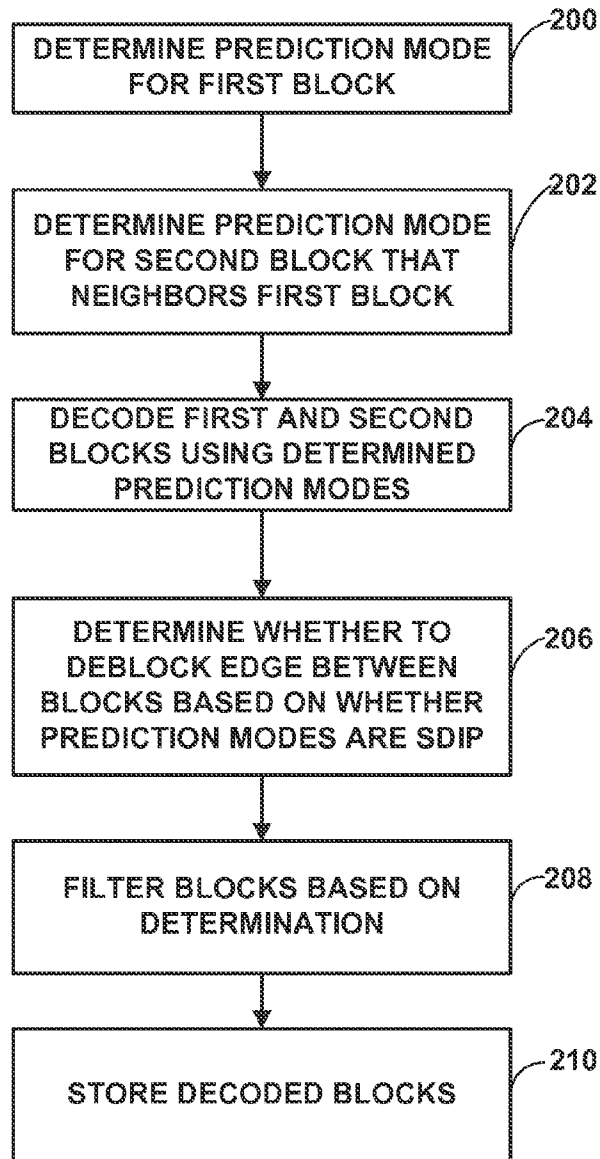 200
DETERMINE PREDICTION MODE
FOR FIRST BLOCK
202
DETERMINE PREDICTION MODE
FOR SECOND BLOCK THAT
NEIGHBORS FIRST BLOCK
204
DECODE FIRST AND SECOND
BLOCKS USING DETERMINED
PREDICTION MODES
206
DETERMINE WHETHER TO
DEBLOCK EDGE BETWEEN
BLOCKS BASED ON WHETHER
PREDICTION MODES ARE SDIP
208
FILTER BLOCKS BASED ON
DETERMINATION
210
STORE DECODED BLOCKS